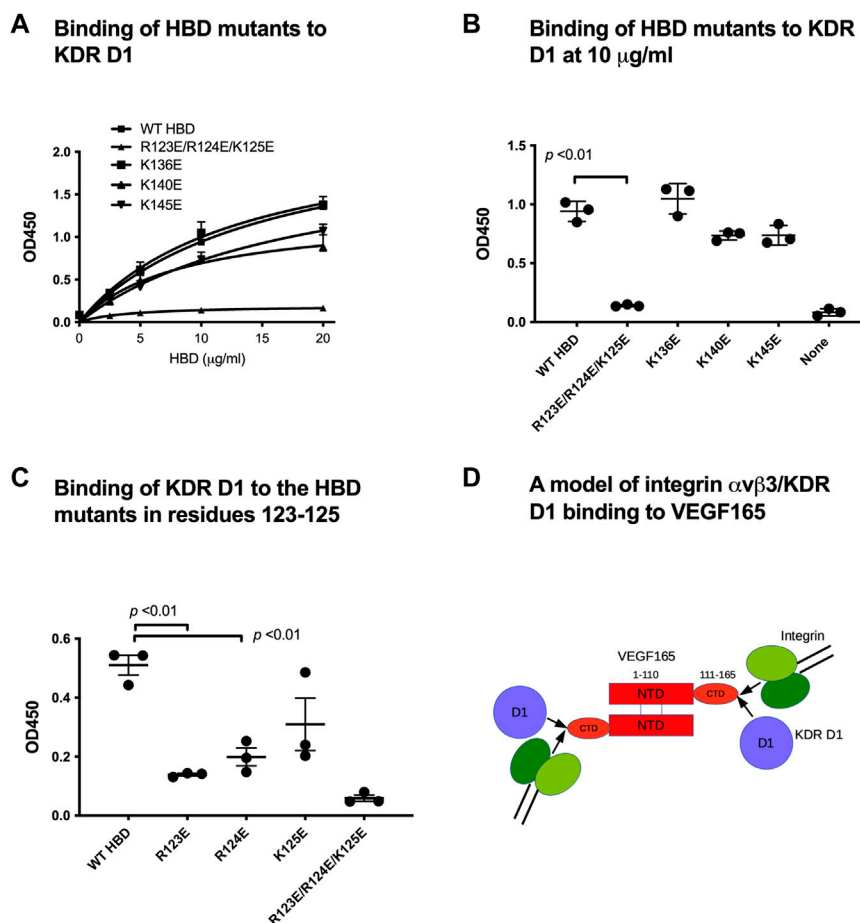 A
Binding of HBD mutants to
KDR D1
WT HBD
R123E/R124E/K125E
K136E
K140E
K145E
2.0
1.5
1.0
0.5
0.0
OD450
0
5
10
15
20
HBD (μg/ml)
B
Binding of HBD mutants to KDR
D1 at 10 μg/ml
p <0.01
1.5
1.0
0.5
0.0
OD450
WT HBD
R123E/R124E/K125E
K136E
K140E
K145E
None
C
Binding of KDR D1 to the HBD
mutants in residues 123-125
p <0.01
p <0.01
0.6
0.4
0.2
0.0
OD450
WT HBD
R123E
R124E
K125E
R123E/R124E/K125E
D
A model of integrin αvβ3/KDR
D1 binding to VEGF165
Integrin
VEGF165
1-110
111-165
NTD
CTD
D1
CTD
NTD
D1
KDR D1